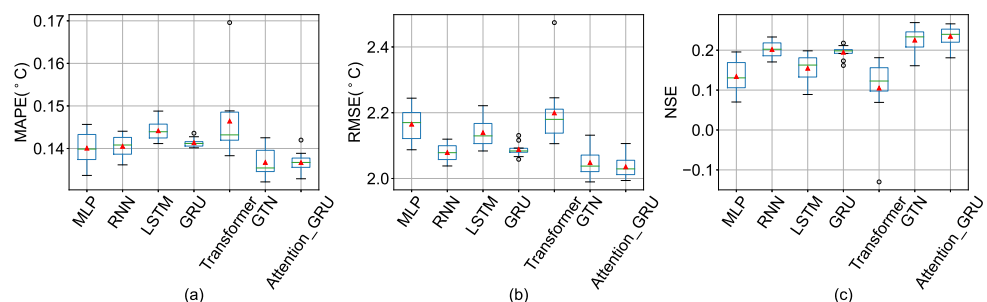 MAPE(°C)
0.17
0.16
0.15
0.14
MLP
RNN
LSTM
GRU
Transformer
GTN
Attention_GRU
(a)
RMSE(°C)
2.4
2.2
2.0
MLP
RNN
LSTM
GRU
Transformer
GTN
Attention_GRU
(b)
NSE
0.2
0.1
0.0
−0.1
MLP
RNN
LSTM
GRU
Transformer
GTN
Attention_GRU
(c)